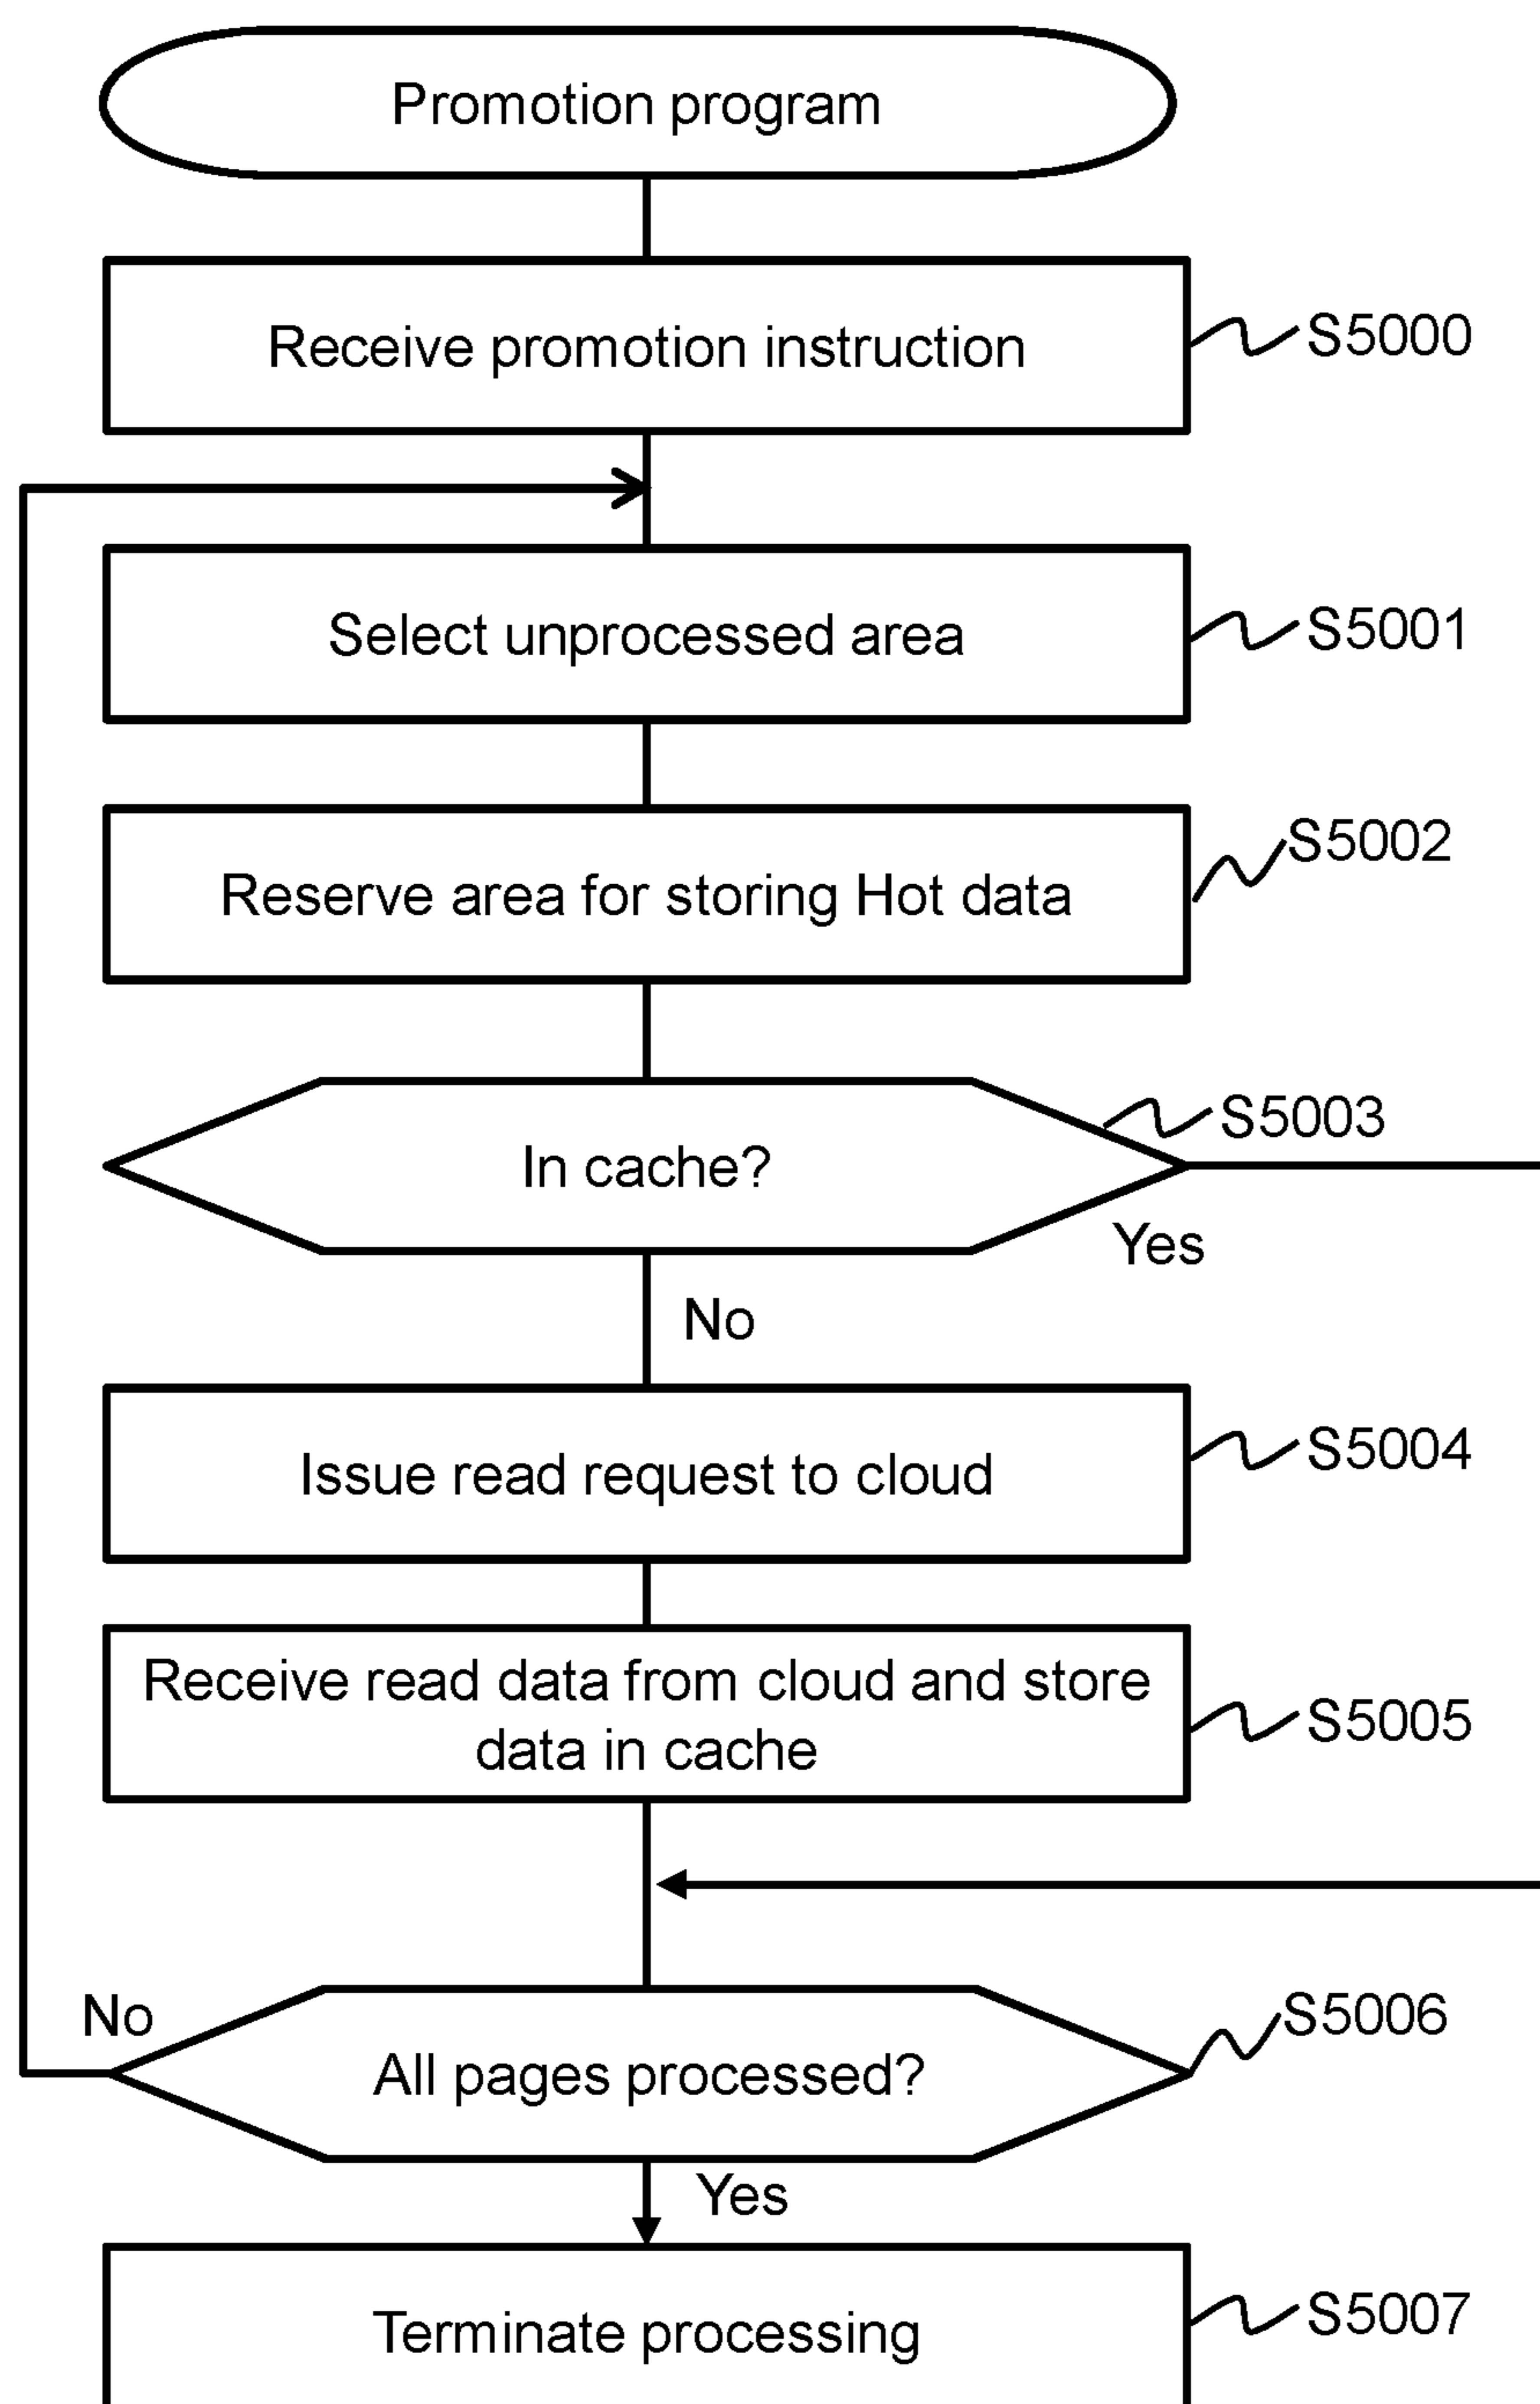 Promotion program
Receive promotion instruction
S5000
Select unprocessed area
S5001
Reserve area for storing Hot data
S5002
In cache?
S5003
Yes
No
Issue read request to cloud
S5004
Receive read data from cloud and store
data in cache
S5005
No
All pages processed?
S5006
Yes
Terminate processing
S5007